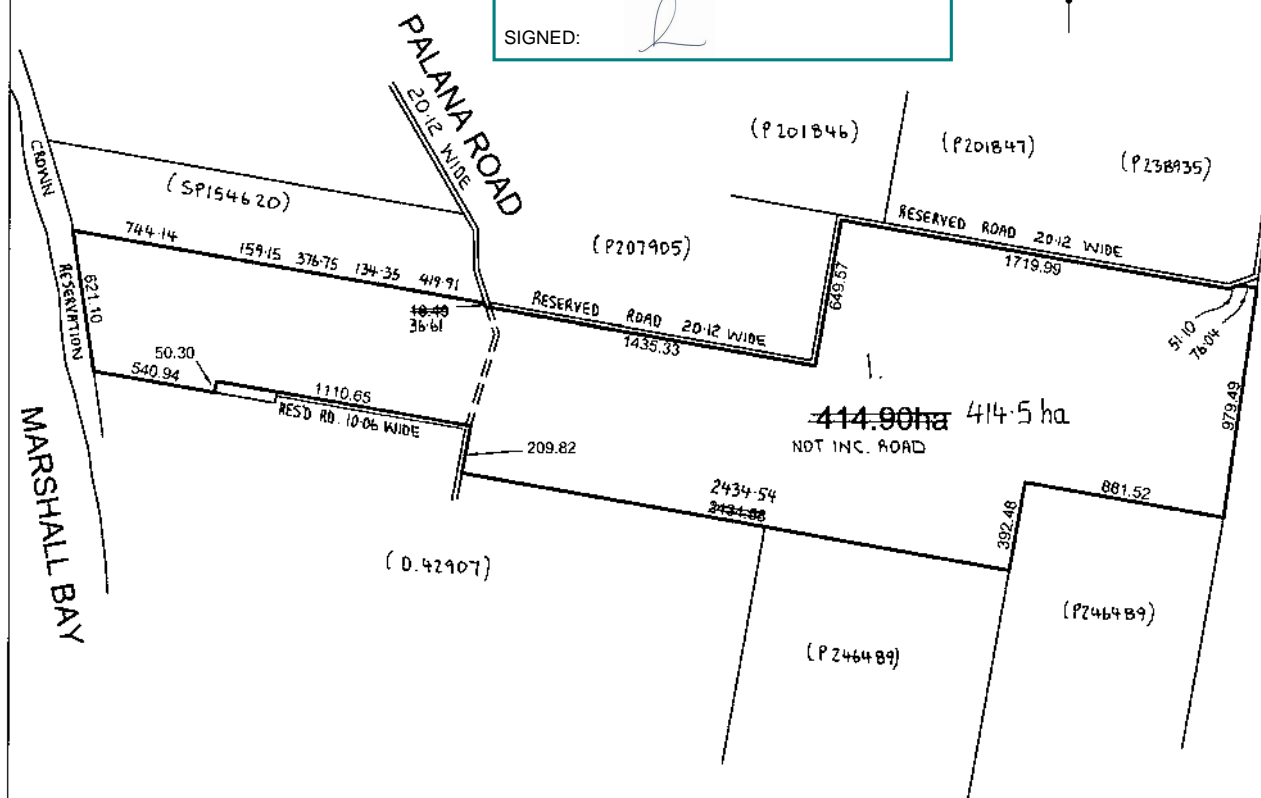 SIGNED:
PALANA ROAD
20.12 WIDE
(P201846)
(P201847)
(P238935)
CROWN
RESERVATION
(SP154620)
744.14
159.15 376.75 134.35 419.91
(P207905)
RESERVED ROAD 20.12 WIDE
1719.99
621.10
18.40
36.61
RESERVED ROAD 20.12 WIDE
1435.33
649.57
51.10
76.04
50.30
540.94
1110.65
RES'D RD. 10.06 WIDE
1.
414.90ha 414.5 ha
NOT INC. ROAD
979.49
MARSHALL BAY
209.82
2434.54
881.52
392.48
(D.42907)
(P246489)
(P246489)